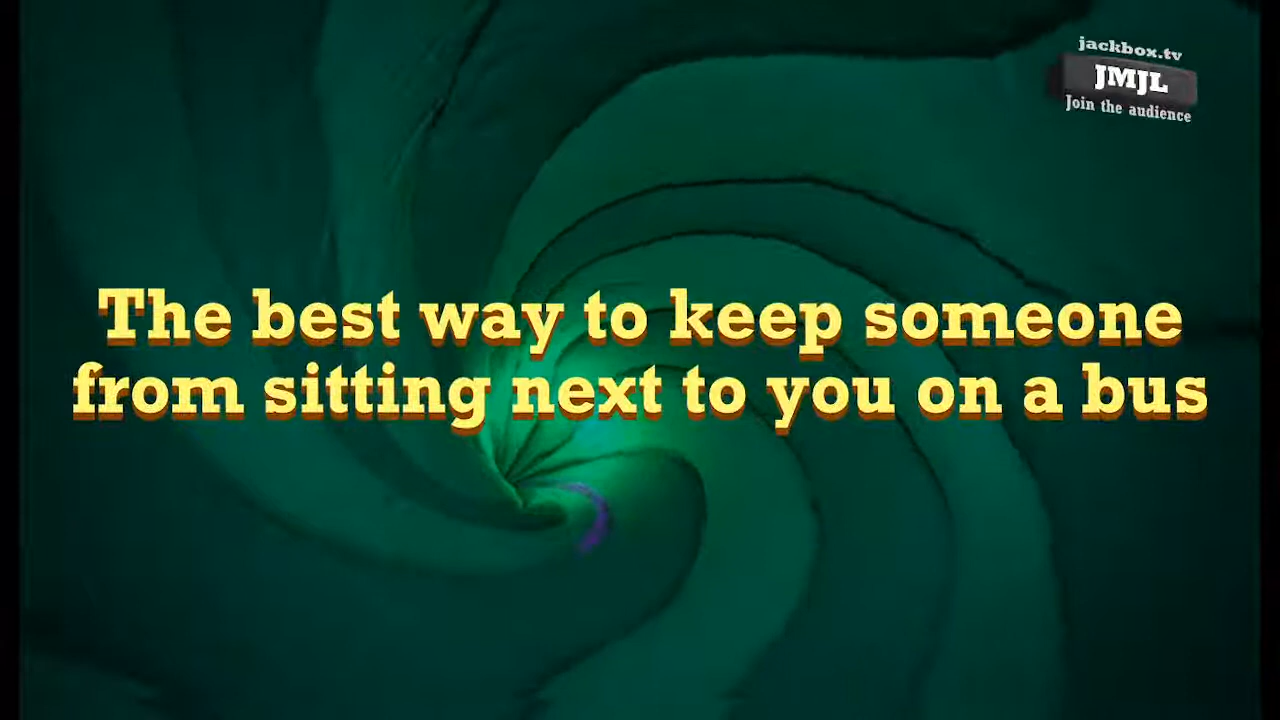 jackbox.tv
JMJL
Join the audience
The best way to keep someone
from sitting next to you on a bus